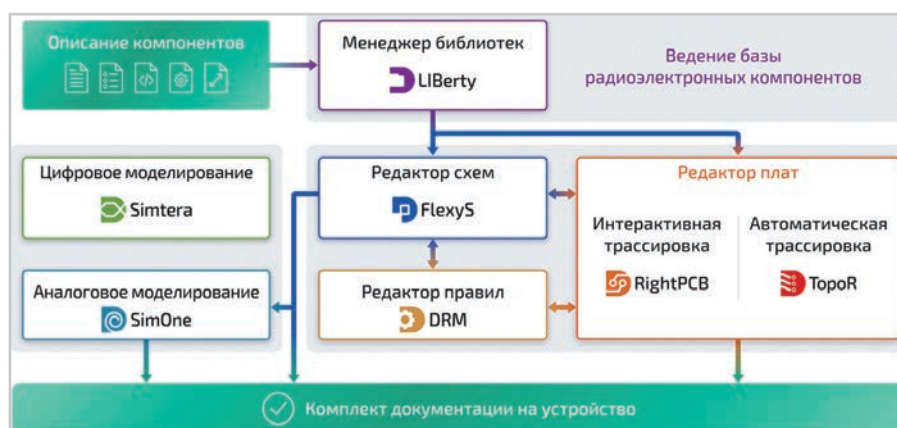 Описание компонентов
Менеджер библиотек
LIBerty
Ведение базы
радиоэлектронных компонентов
Цифровое моделирование
Simtera
Редактор схем
FlexyS
Редактор плат
Интерактивная
трассировка
RightPCB
Автоматическая
трассировка
TopoR
Аналоговое моделирование
SimOne
Редактор правил
DRM
Комплект документации на устройство